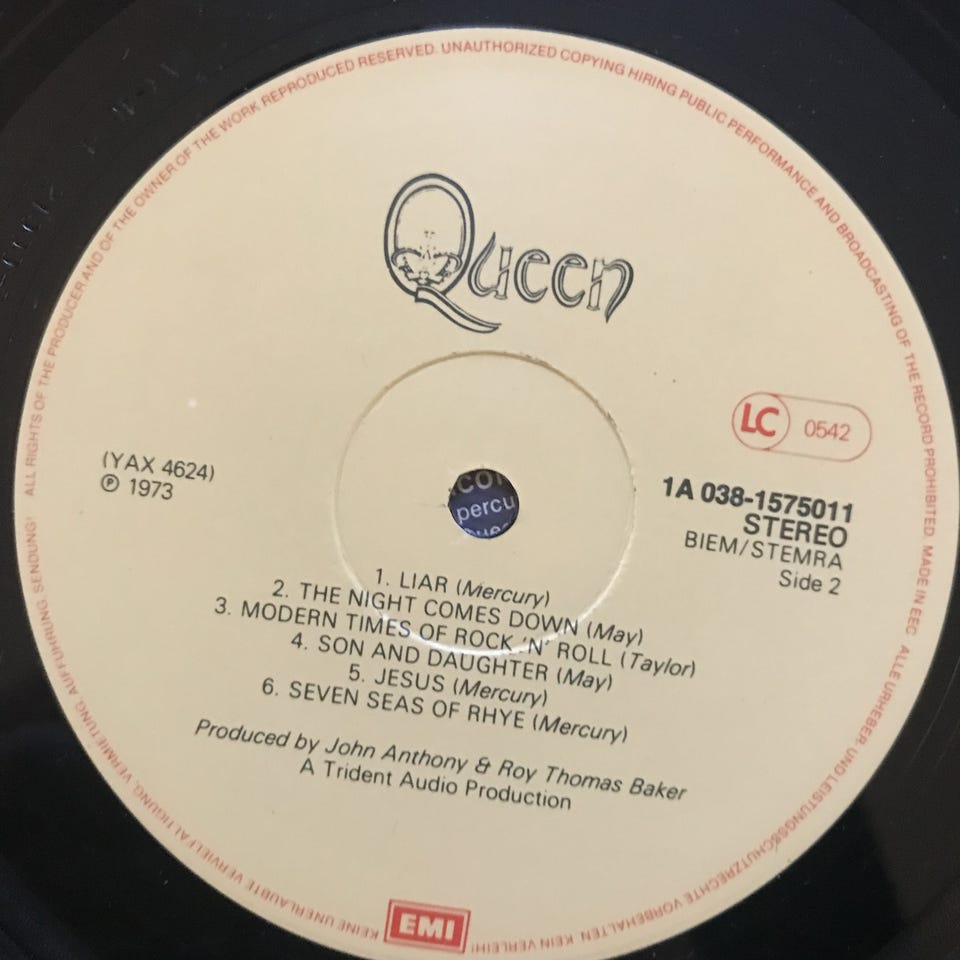 ALL RIGHTS OF THE PRODUCER AND OF THE OWNER OF THE WORK REPRODUCED RESERVED. UNAUTHORIZED COPYING HIRING PUBLIC PERFORMANCE AND BROADCASTING OF THE RECORD PROHIBITED. MADE IN EEC
ALLE URHEBER- UND LEISTUNGSSCHUTZRECHTE VORBEHALTEN. KEIN VERLEIH!
KEINE UNERLAUBTE VERVIELFÄLTIGUNG, VERMIETUNG, AUFFÜHRUNG, SENDUNG!
Queen
LC 0542
(YAX 4624)
℗ 1973
1A 038-1575011
STEREO
BIEM/STEMRA
Side 2
percu
1. LIAR (Mercury)
2. THE NIGHT COMES DOWN (May)
3. MODERN TIMES OF ROCK 'N' ROLL (Taylor)
4. SON AND DAUGHTER (May)
5. JESUS (Mercury)
6. SEVEN SEAS OF RHYE (Mercury)
Produced by John Anthony & Roy Thomas Baker
A Trident Audio Production
EMI